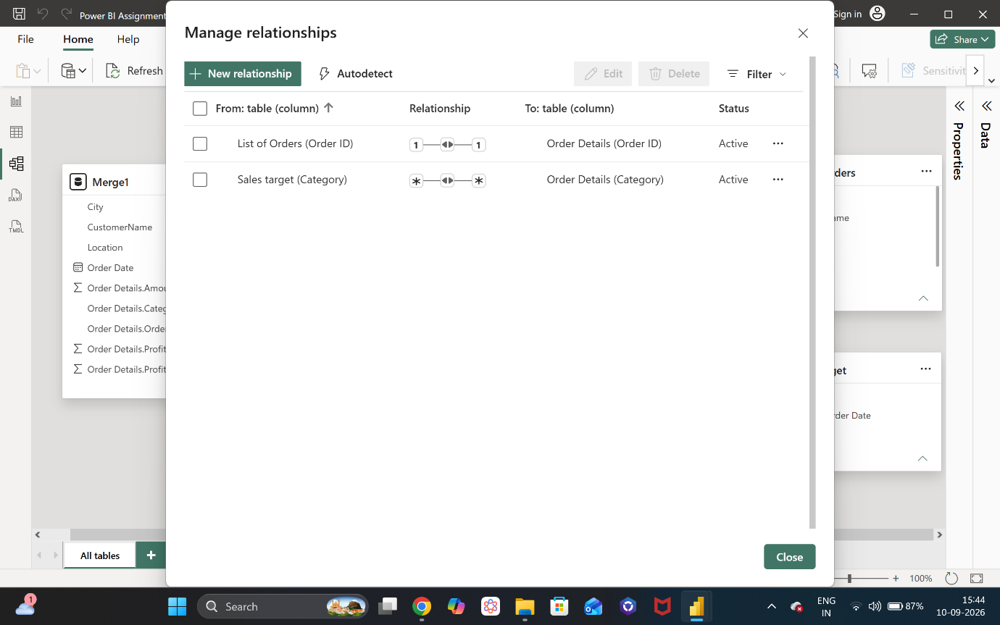 Power BI Assignment
Sign in
File
Home
Help
Share
Refresh
Sensitivit
Manage relationships
New relationship
Autodetect
Edit
Delete
Filter
From: table (column)
Relationship
To: table (column)
Status
List of Orders (Order ID)
1
1
Order Details (Order ID)
Active
Sales target (Category)
*
*
Order Details (Category)
Active
Close
Merge1
City
CustomerName
Location
Order Date
Order Details.Amou
Order Details.Categ
Order Details.Orde
Order Details.Profit
Order Details.Profit
ders
ame
get
rder Date
Properties
Data
DAX
TMDL
All tables
+
100%
1
Search
ENG
IN
87%
15:44
10-09-2026